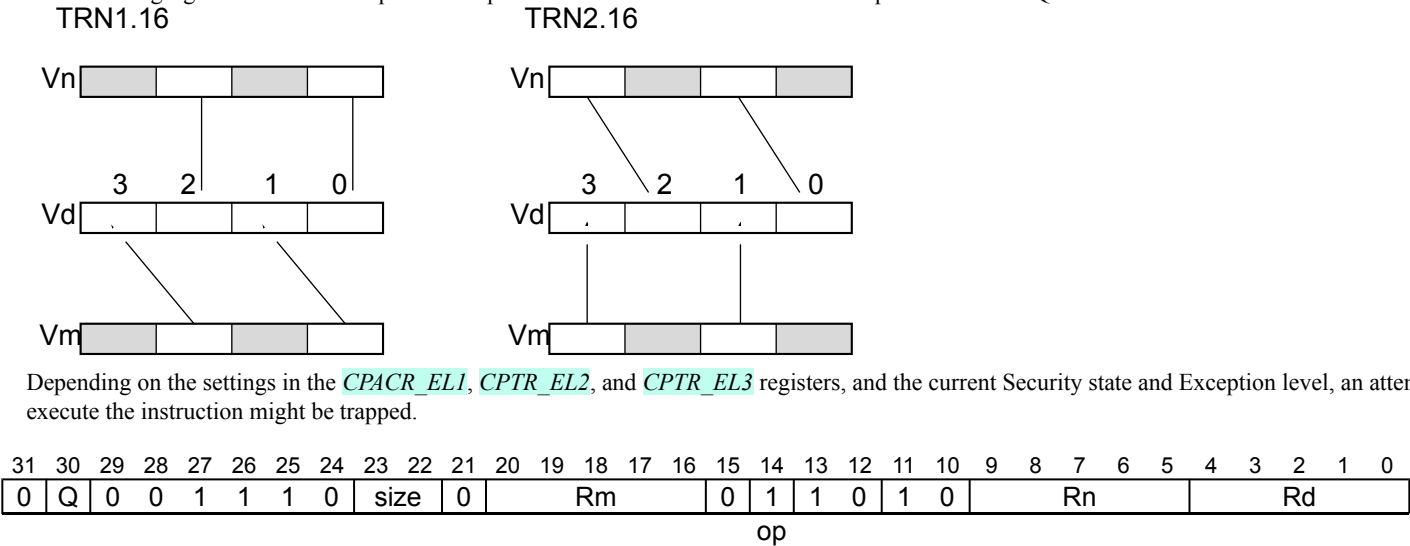 TRN1.16 TRN2.16
Vn Vn
3 2 1 0 3 2 1 0
Vd Vd
Vm Vm
Depending on the settings in the CPACR_EL1, CPTR_EL2, and CPTR_EL3 registers, and the current Security state and Exception level, an
execute the instruction might be trapped.
31 30 29 28 27 26 25 24 23 22 21 20 19 18 17 16 15 14 13 12 11 10 9 8 7 6 5 4 3 2 1 0
0 Q 0 0 1 1 1 0 size 0 Rm 0 1 1 0 1 0 Rn Rd
op